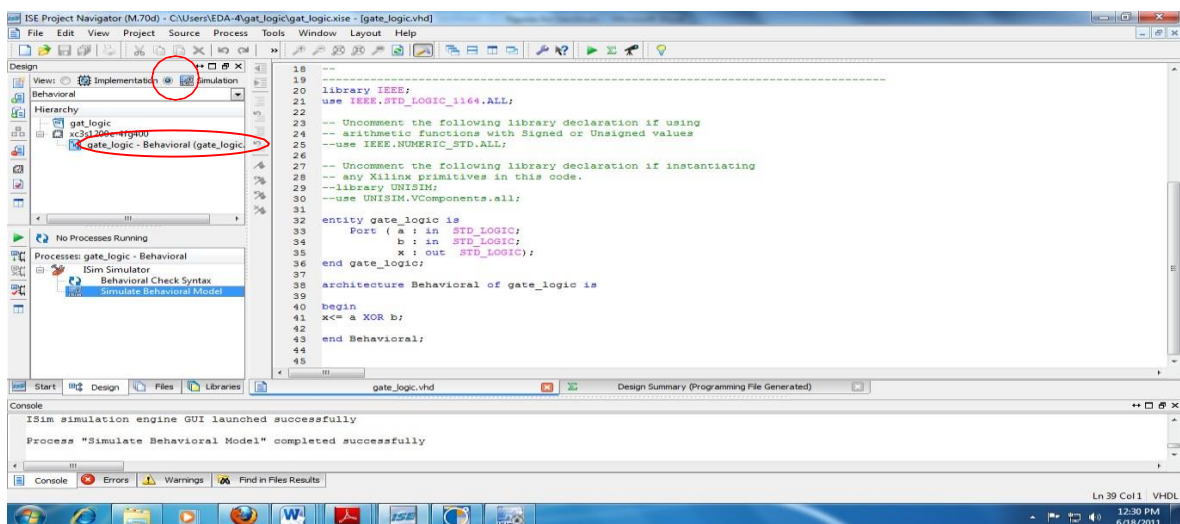 ISE Project Navigator (M.70d) - C:\Users\EDA-4\gat_logic\gat_logic.xise - [gate_logic.vhd]
File Edit View Project Source Process Tools Window Layout Help
Design
View: Implementation Simulation
Behavioral
Hierarchy
gat_logic
xc3s1200e-4fg400
gate_logic - Behavioral (gate_logic.
No Processes Running
Processes: gate_logic - Behavioral
ISim Simulator
Behavioral Check Syntax
Simulate Behavioral Model
18 --
19 ----------------------------------------------------------------------------------
20 library IEEE;
21 use IEEE.STD_LOGIC_1164.ALL;
22
23 -- Uncomment the following library declaration if using
24 -- arithmetic functions with Signed or Unsigned values
25 --use IEEE.NUMERIC_STD.ALL;
26
27 -- Uncomment the following library declaration if instantiating
28 -- any Xilinx primitives in this code.
29 --library UNISIM;
30 --use UNISIM.VComponents.all;
31
32 entity gate_logic is
33 Port ( a : in STD_LOGIC;
34 b : in STD_LOGIC;
35 x : out STD_LOGIC);
36 end gate_logic;
37
38 architecture Behavioral of gate_logic is
39
40 begin
41 x<= a XOR b;
42
43 end Behavioral;
44
45
Start Design Files Libraries
gate_logic.vhd
Design Summary (Programming File Generated)
Console
ISim simulation engine GUI launched successfully
Process "Simulate Behavioral Model" completed successfully
Console Errors Warnings Find in Files Results
Ln 39 Col 1 VHDL
W
ISE
12:30 PM
6/18/2011